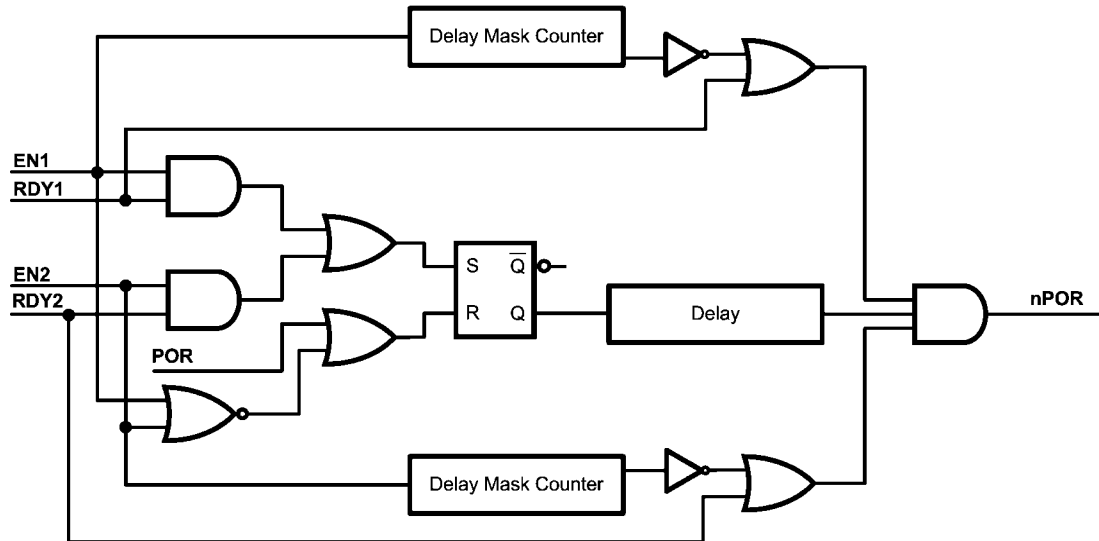 Delay Mask Counter
EN1
RDY1
EN2
RDY2
S Q̅
R Q
Delay
nPOR
POR
Delay Mask Counter